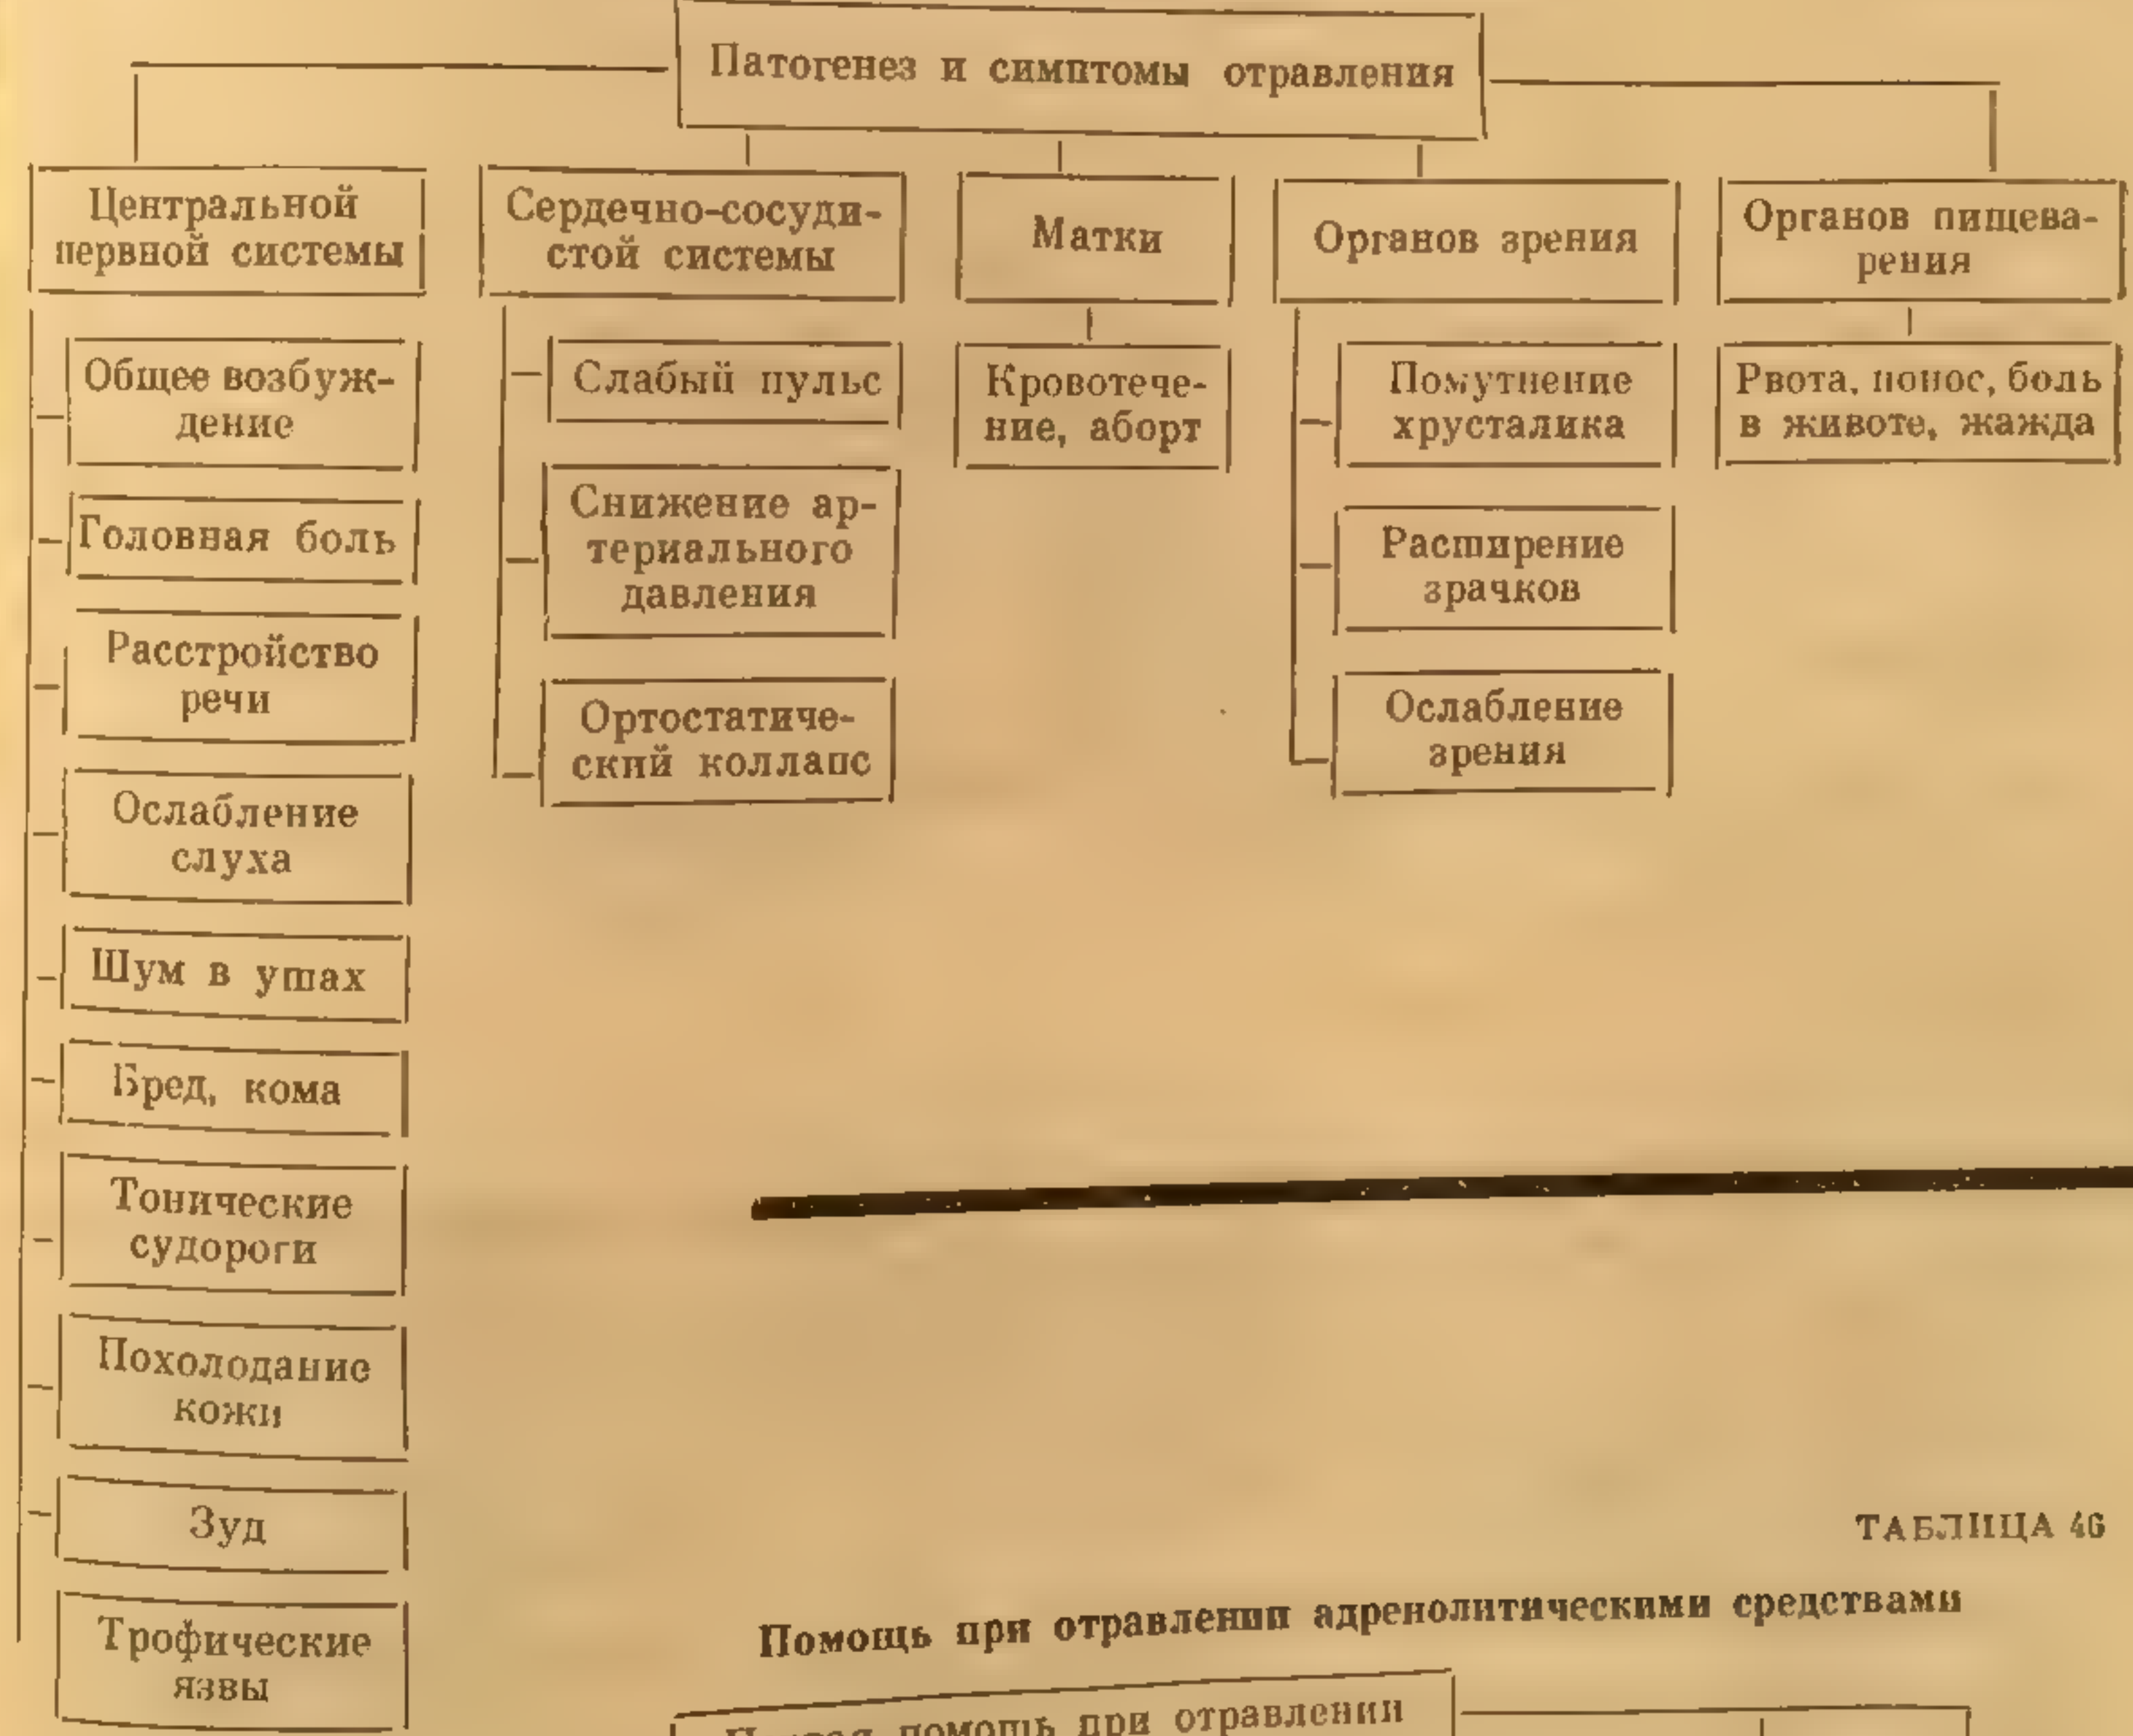 Патогенез и симптомы отравления
Центральной
нервной системы
Общее возбуж-
дение
Головная боль
Расстройство
речи
Ослабление
слуха
Шум в ушах
Бред, кома
Тонические
судороги
Похолодание
кожи
Зуд
Трофические
язвы
Сердечно-сосуди-
стой системы
Слабый пульс
Снижение ар-
териального
давления
Ортостатиче-
ский коллапс
Матки
Кровотече-
ние, аборт
Органов зрения
Помутнение
хрусталика
Расширение
зрачков
Ослабление
зрения
Органов пищева-
рения
Рвота, понос, боль
в животе, жажда
ТАБЛИЦА 46
Помощь при отравлении адренолитическими средствами
помощь при отравлении